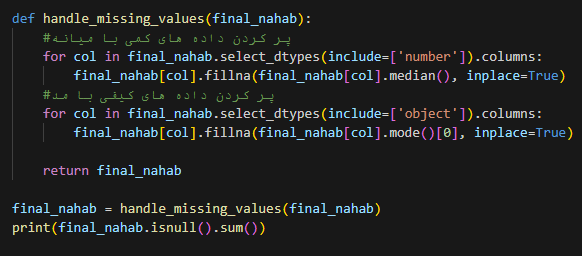 def handle_missing_values(final_nahab):
    #پر کردن داده های کمی با میانه
    for col in final_nahab.select_dtypes(include=['number']).columns:
        final_nahab[col].fillna(final_nahab[col].median(), inplace=True)
    #پر کردن داده های کیفی با مد
    for col in final_nahab.select_dtypes(include=['object']).columns:
        final_nahab[col].fillna(final_nahab[col].mode()[0], inplace=True)
    return final_nahab
final_nahab = handle_missing_values(final_nahab)
print(final_nahab.isnull().sum())